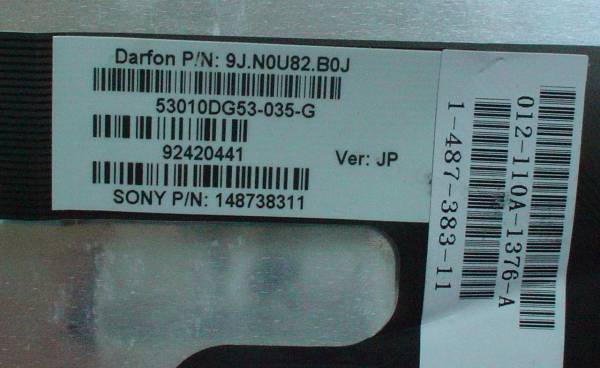 Darfon P/N: 9J.N0U82.B0J
53010DG53-035-G
92420441
Ver: JP
SONY P/N: 148738311
012-110A-1376-A
1-487-383-11